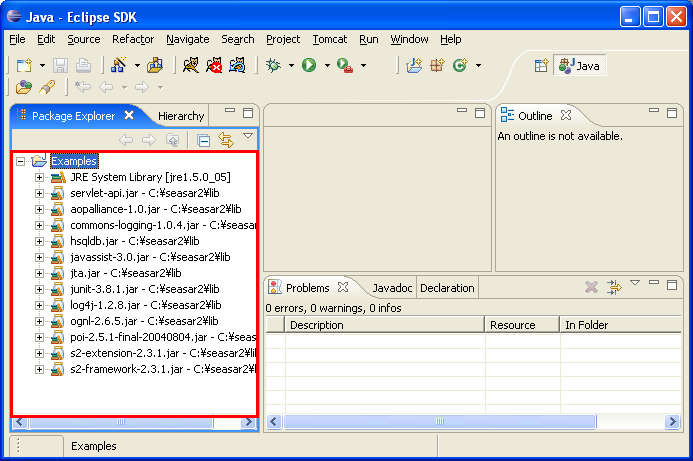 Java - Eclipse SDK
File Edit Source Refactor Navigate Search Project Tomcat Run Window Help
Java
Package Explorer Hierarchy
Examples
JRE System Library [jre1.5.0_05]
servlet-api.jar - C:¥seasar2¥lib
aopalliance-1.0.jar - C:¥seasar2¥lib
commons-logging-1.0.4.jar - C:¥seas
hsqldb.jar - C:¥seasar2¥lib
javassist-3.0.jar - C:¥seasar2¥lib
jta.jar - C:¥seasar2¥lib
junit-3.8.1.jar - C:¥seasar2¥lib
log4j-1.2.8.jar - C:¥seasar2¥lib
ognl-2.6.5.jar - C:¥seasar2¥lib
poi-2.5.1-final-20040804.jar - C:¥seas
s2-extension-2.3.1.jar - C:¥seasar2¥li
s2-framework-2.3.1.jar - C:¥seasar2¥l
Outline
An outline is not available.
Problems Javadoc Declaration
0 errors, 0 warnings, 0 infos
Description Resource In Folder
Examples